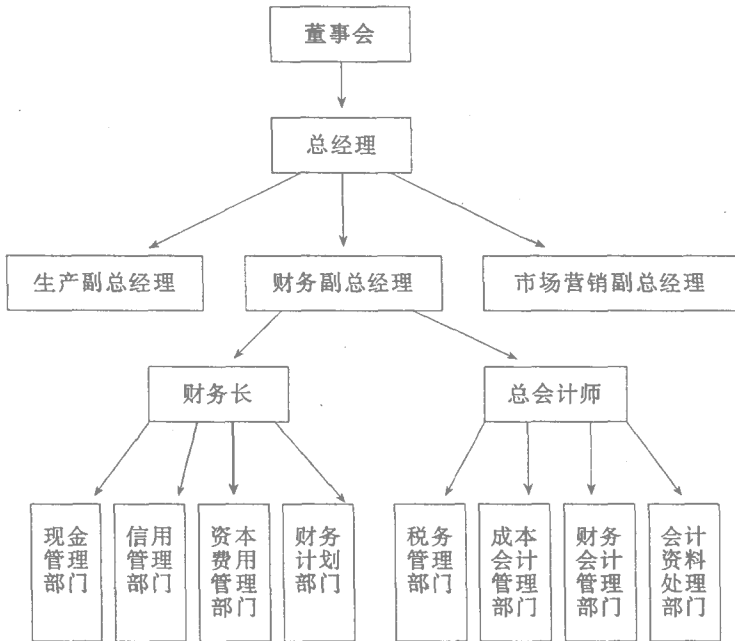 董事会
总经理
生产副总经理
财务副总经理
市场营销副总经理
财务长
总会计师
现金
管理
部门
信用
管理
部门
资本
费用
管理
部门
财务
计划
部门
税务
管理
部门
成本
会计
管理
部门
财务
会计
管理
部门
会计
资料
处理
部门